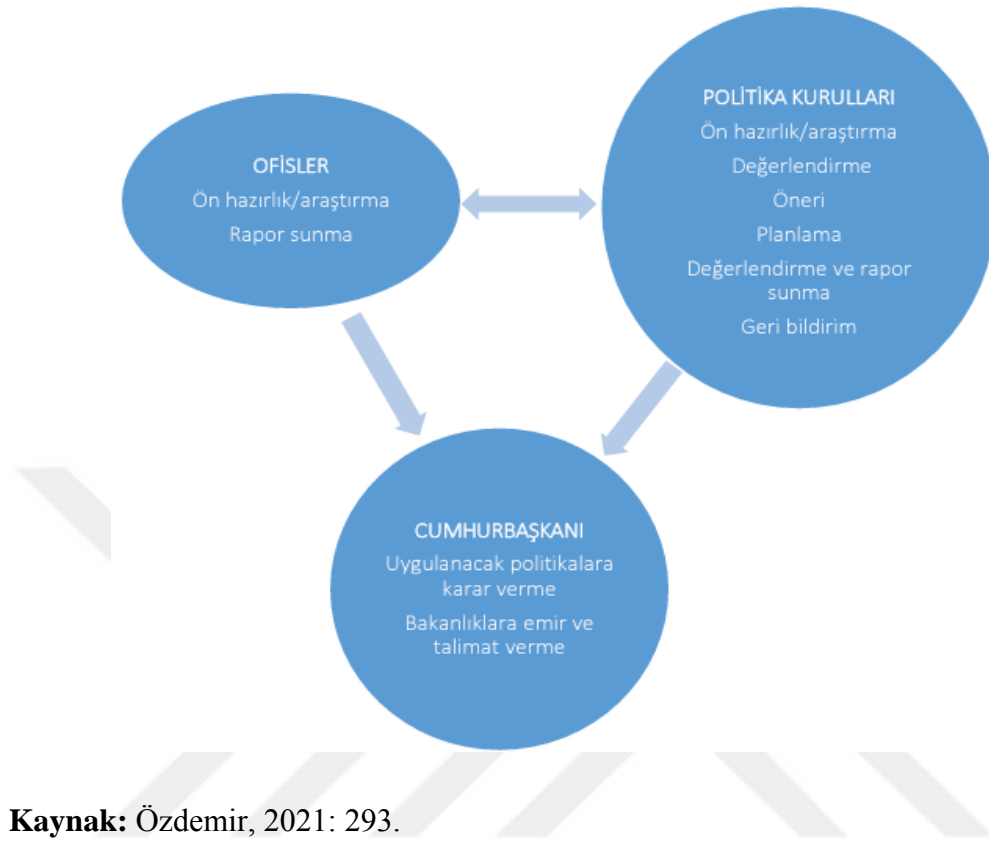 OFİSLER
Ön hazırlık/araştırma
Rapor sunma
POLİTİKA KURULLARI
Ön hazırlık/araştırma
Değerlendirme
Öneri
Planlama
Değerlendirme ve rapor
sunma
Geri bildirim
CUMHURBAŞKANI
Uygulanacak politikalara
karar verme
Bakanlıklara emir ve
talimat verme
Kaynak: Özdemir, 2021: 293.